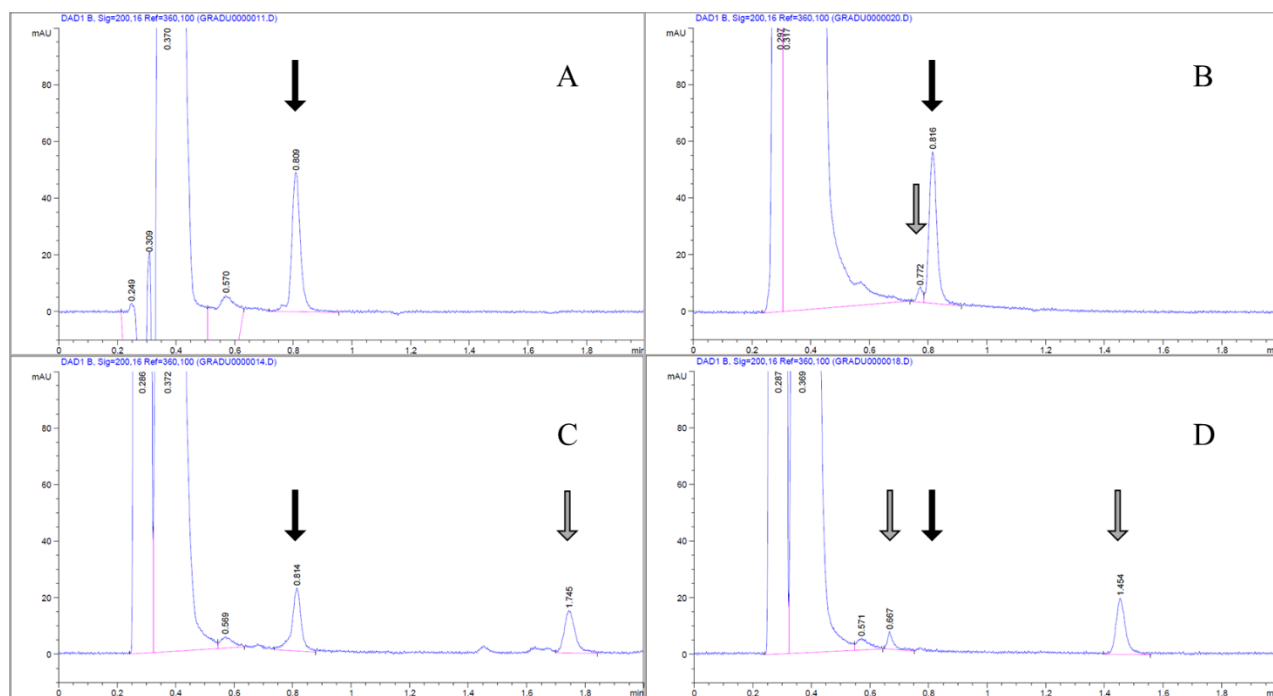 DAD1 B, Sig=200,16 Ref=360,100 (GRADU0000011.D)
mAU
0.370
A
80
60
0.809
40
20
0.309
0.249
0.570
0
0 0.2 0.4 0.6 0.8 1 1.2 1.4 1.6 1.8 min
DAD1 B, Sig=200,16 Ref=360,100 (GRADU0000020.D)
mAU
0.297
0.317
B
80
60
0.816
40
20
0.772
0
0 0.2 0.4 0.6 0.8 1 1.2 1.4 1.6 1.8
DAD1 B, Sig=200,16 Ref=360,100 (GRADU0000014.D)
mAU
0.286
0.372
C
80
60
40
0.814
20
1.745
0.569
0
0 0.2 0.4 0.6 0.8 1 1.2 1.4 1.6 1.8 min
DAD1 B, Sig=200,16 Ref=360,100 (GRADU0000018.D)
mAU
0.287
0.369
D
80
60
40
20
1.454
0.571
0.667
0
0 0.2 0.4 0.6 0.8 1 1.2 1.4 1.6 1.8